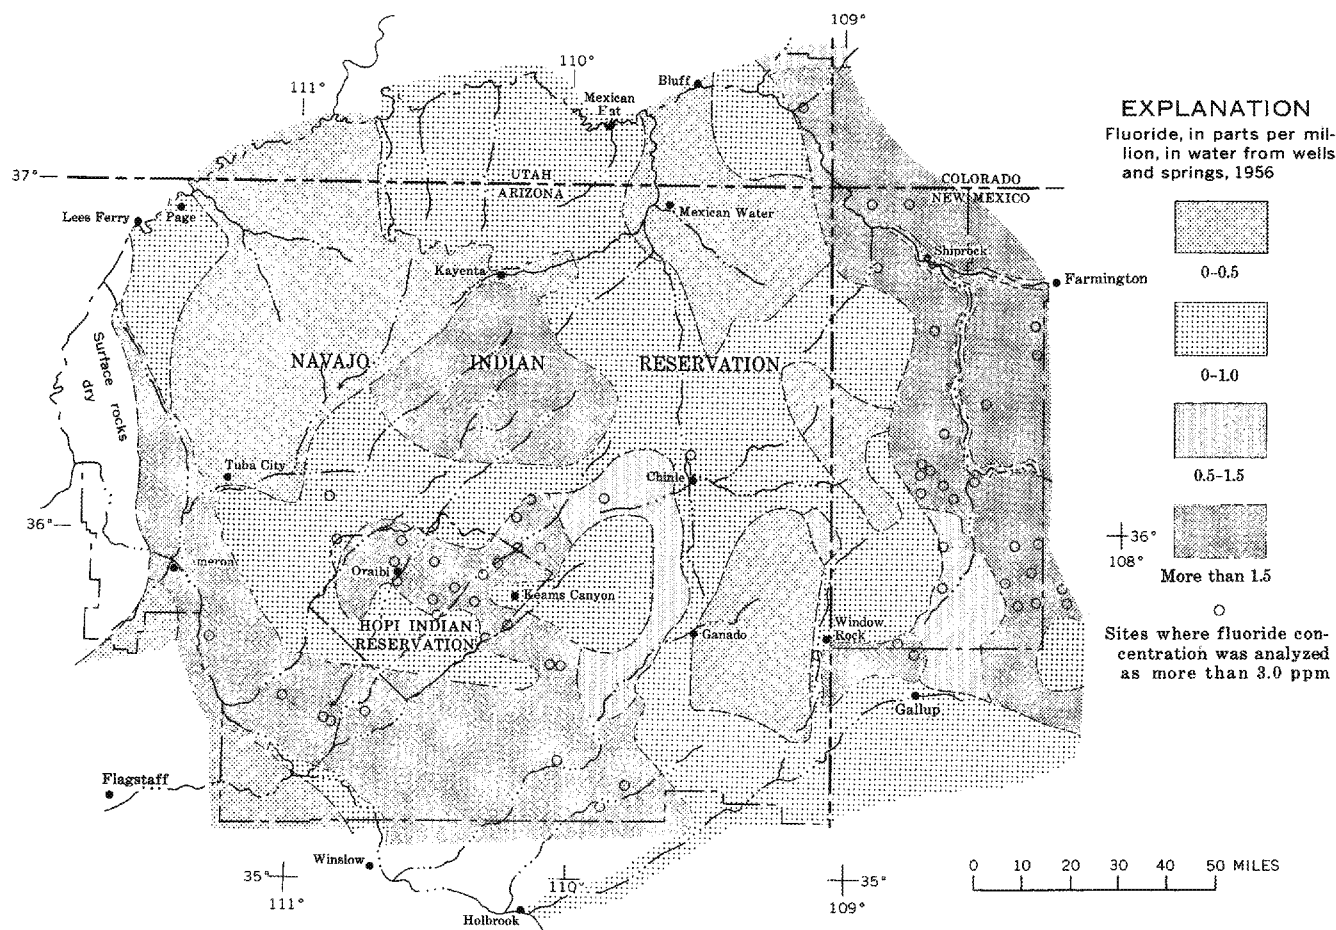 109°
110°
111°
Bluff
Mexican
Hat
EXPLANATION
Fluoride, in parts per mil-
lion, in water from wells
and springs, 1956
37°
UTAH
ARIZONA
COLORADO
NEW MEXICO
Lees Ferry
Page
Mexican Water
Shiprock
Kayenta
Farmington
0-0.5
Surface rocks
dry
NAVAJO INDIAN RESERVATION
0-1.0
Tuba City
Chinle
0.5-1.5
36°
36°
108°
meron
Oraibi
More than 1.5
Keams Canyon
HOPI INDIAN
RESERVATION
Ganado
Window
Rock
Sites where fluoride con-
centration was analyzed
as more than 3.0 ppm
Gallup
Flagstaff
Winslow
35°
111°
110°
35°
109°
0 10 20 30 40 50 MILES
Holbrook